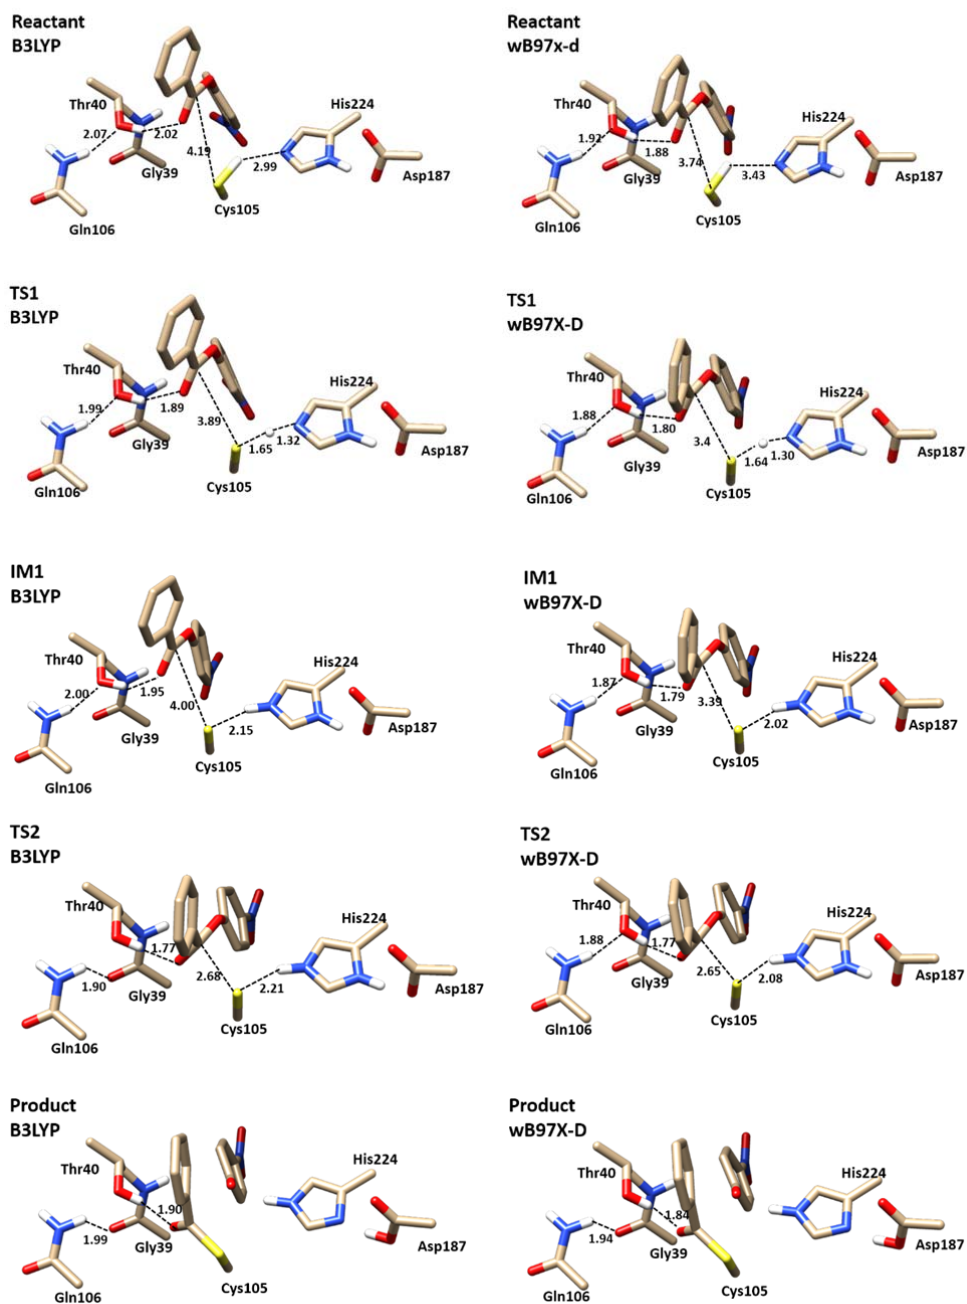 Reactant
B3LYP
Thr40
2.07
2.02
Gly39
4.19
2.99
His224
Asp187
Cys105
Gln106
Reactant
wB97x-d
Thr40
1.92
1.88
Gly39
3.74
3.43
His224
Asp187
Cys105
Gln106
TS1
B3LYP
Thr40
1.99
1.89
Gly39
3.89
1.65
1.32
His224
Asp187
Cys105
Gln106
TS1
wB97X-D
Thr40
1.88
1.80
Gly39
3.4
1.64
1.30
His224
Asp187
Cys105
Gln106
IM1
B3LYP
Thr40
2.00
1.95
Gly39
4.00
2.15
His224
Asp187
Cys105
Gln106
IM1
wB97X-D
Thr40
1.87
1.79
Gly39
3.39
2.02
His224
Asp187
Cys105
Gln106
TS2
B3LYP
Thr40
1.77
1.90
Gly39
2.68
2.21
His224
Asp187
Cys105
Gln106
TS2
wB97X-D
Thr40
1.88
1.77
Gly39
2.65
2.08
His224
Asp187
Cys105
Gln106
Product
B3LYP
Thr40
1.90
1.99
Gly39
His224
Asp187
Cys105
Gln106
Product
wB97X-D
Thr40
1.84
1.94
Gly39
His224
Asp187
Cys105
Gln106